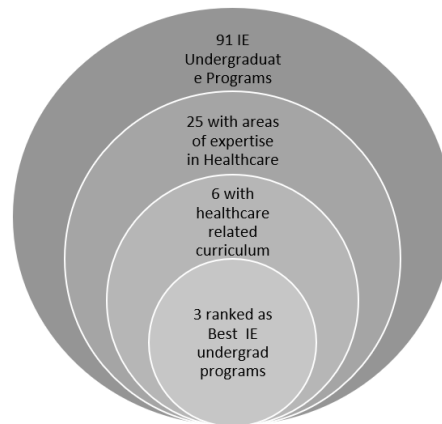 91 IE
Undergraduat
e Programs
25 with areas
of expertise
in Healthcare
6 with
healthcare
related
curriculum
3 ranked as
Best IE
undergrad
programs